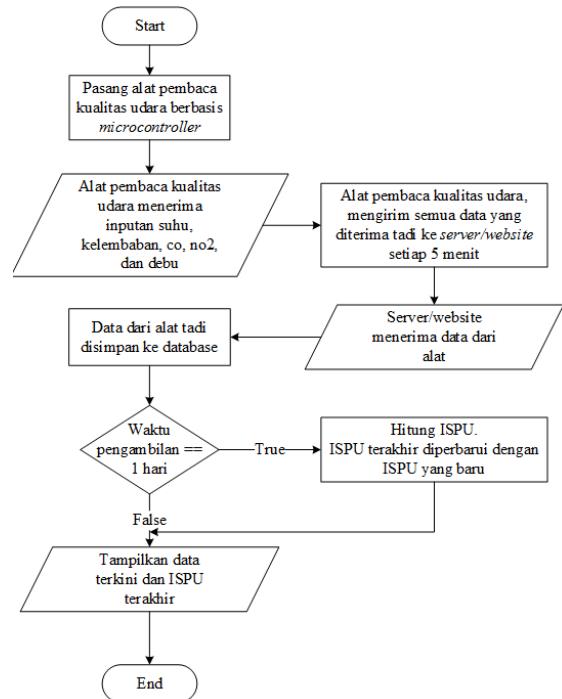 Start
Pasang alat pembaca
kualitas udara berbasis
microcontroller
Alat pembaca kualitas
udara menerima
inputan suhu,
kelembaban, co, no2,
dan debu
Alat pembaca kualitas udara,
mengirim semua data yang
diterima tadi ke server/website
setiap 5 menit
Server/website
menerima data dari
alat
Data dari alat tadi
disimpan ke database
Waktu
pengambilan ==
1 hari
True
Hitung ISPU.
ISPU terakhir diperbarui dengan
ISPU yang baru
False
Tampilkan data
terkini dan ISPU
terakhir
End